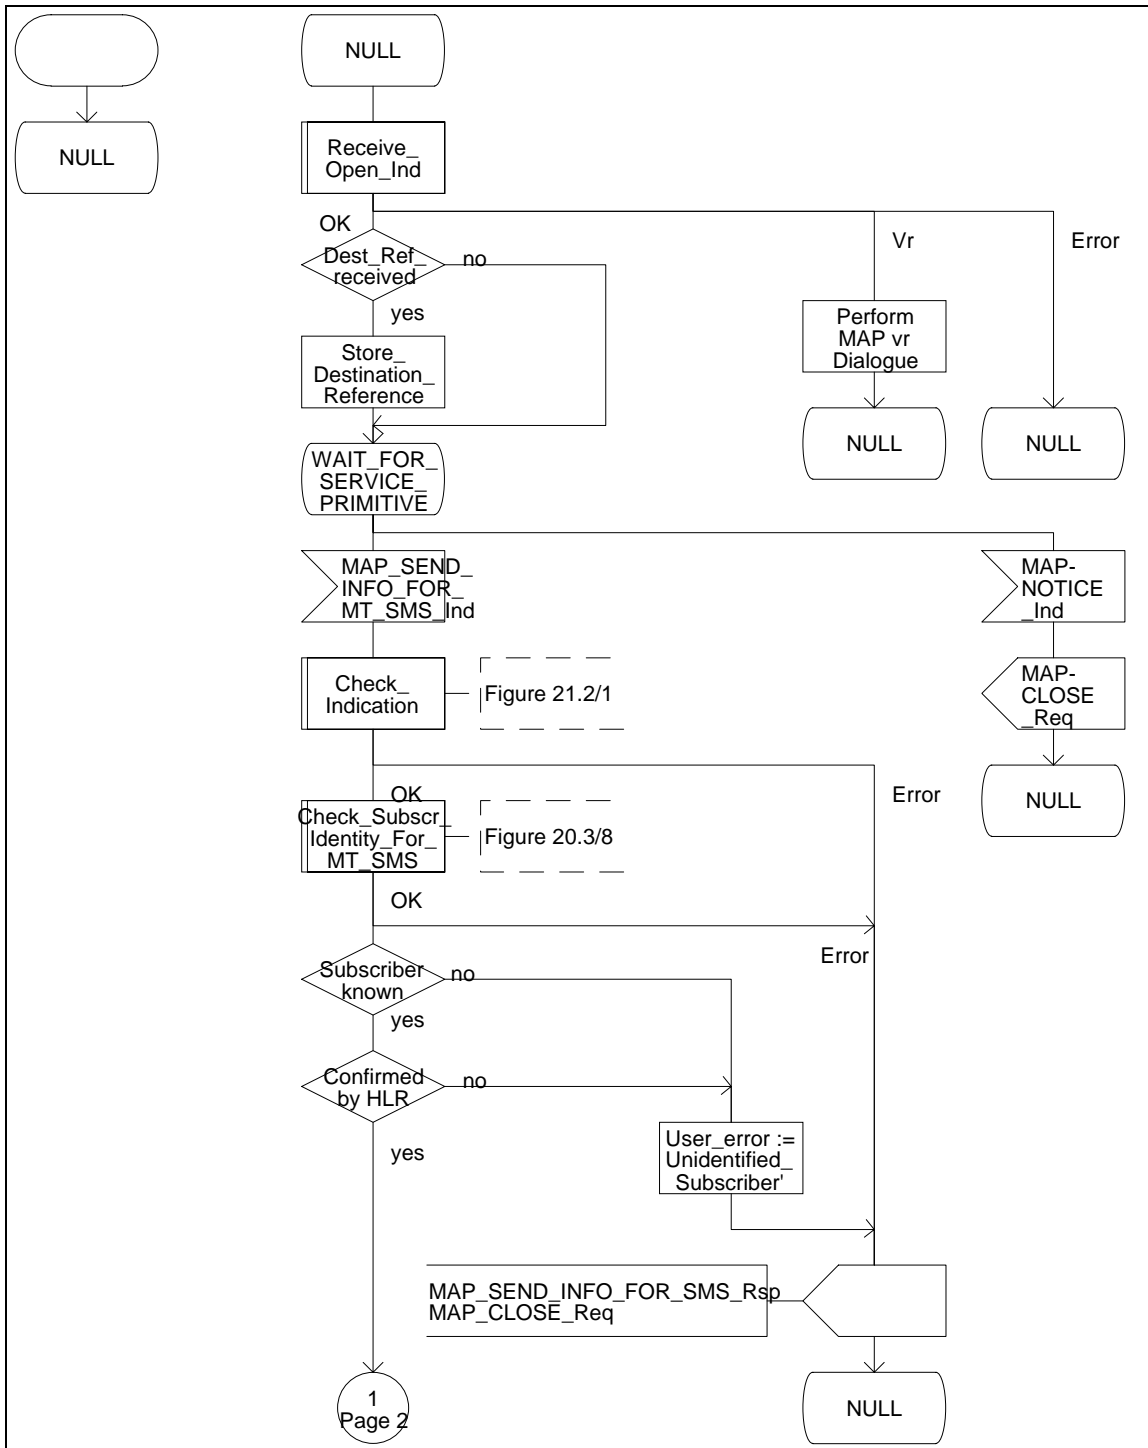 NULL
NULL
Receive_
Open_Ind
OK
Vr
Error
Dest_Ref_
received
no
yes
Perform
MAP vr
Dialogue
Store_
Destination_
Reference
NULL
NULL
WAIT_FOR_
SERVICE_
PRIMITIVE
MAP_SEND_
INFO_FOR_
MT_SMS_Ind
MAP-
NOTICE
_Ind
Check_
Indication
Figure 21.2/1
MAP-
CLOSE
_Req
OK
Error
NULL
Check_Subscr_
Identity_For_
MT_SMS
Figure 20.3/8
OK
Error
Subscriber
known
no
yes
Confirmed
by HLR
no
yes
User_error :=
Unidentified_
Subscriber'
MAP_SEND_INFO_FOR_SMS_Rsp
MAP_CLOSE_Req
1
Page 2
NULL